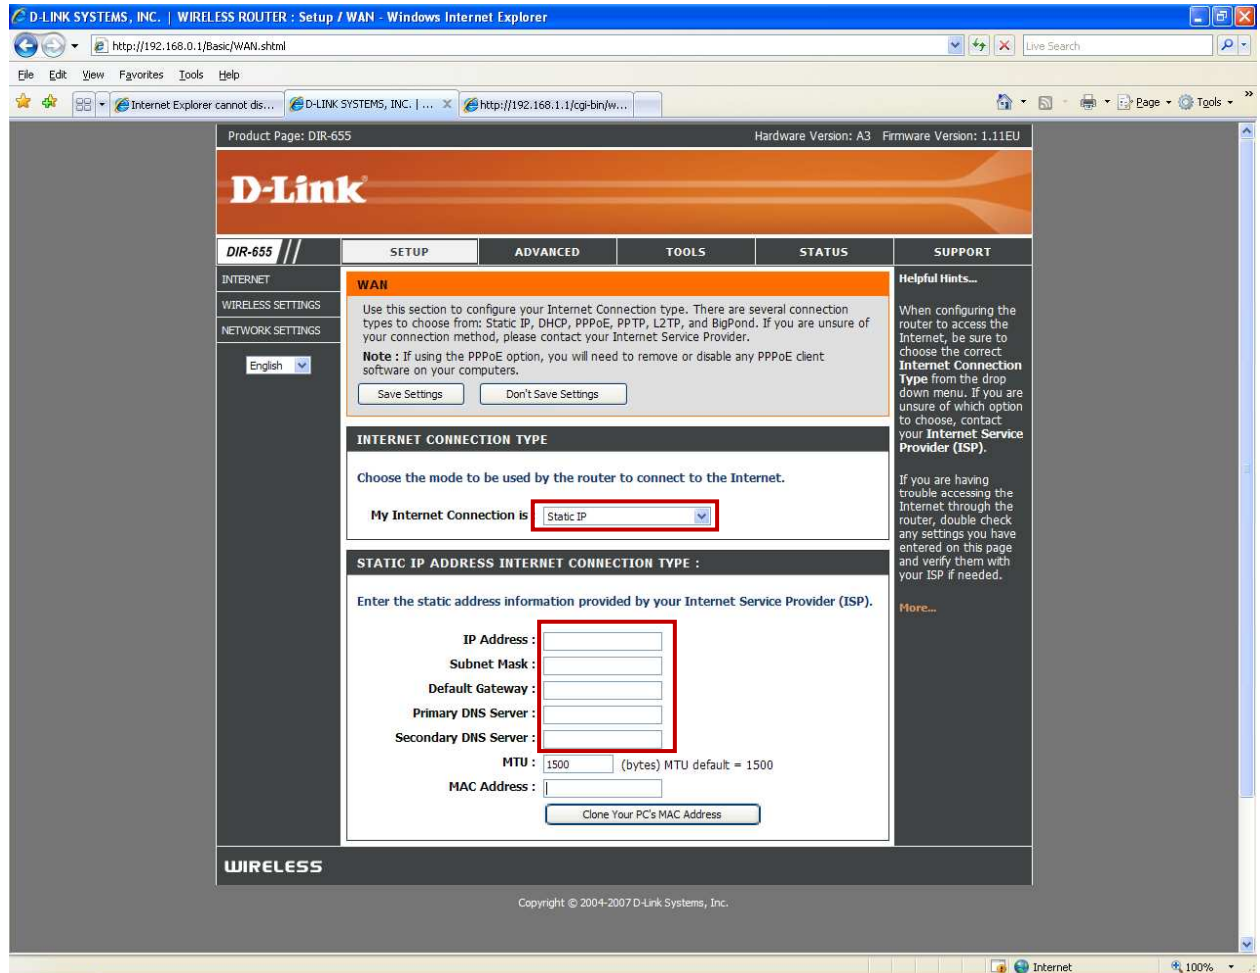 D-LINK SYSTEMS, INC. | WIRELESS ROUTER : Setup / WAN - Windows Internet Explorer
http://192.168.0.1/Basic/WAN.shtml
Live Search
File Edit View Favorites Tools Help
Internet Explorer cannot dis...
D-LINK SYSTEMS, INC. | ...
http://192.168.1.1/cgi-bin/w...
Page
Tools
Product Page: DIR-655
Hardware Version: A3 Firmware Version: 1.11EU
D-Link
DIR-655
SETUP
ADVANCED
TOOLS
STATUS
SUPPORT
INTERNET
WIRELESS SETTINGS
NETWORK SETTINGS
English
WAN
Use this section to configure your Internet Connection type. There are several connection
types to choose from: Static IP, DHCP, PPPoE, PPTP, L2TP, and BigPond. If you are unsure of
your connection method, please contact your Internet Service Provider.
Note : If using the PPPoE option, you will need to remove or disable any PPPoE client
software on your computers.
Save Settings
Don't Save Settings
INTERNET CONNECTION TYPE
Choose the mode to be used by the router to connect to the Internet.
My Internet Connection is : Static IP
STATIC IP ADDRESS INTERNET CONNECTION TYPE :
Enter the static address information provided by your Internet Service Provider (ISP).
IP Address :
Subnet Mask :
Default Gateway :
Primary DNS Server :
Secondary DNS Server :
MTU : 1500 (bytes) MTU default = 1500
MAC Address :
Clone Your PC's MAC Address
Helpful Hints...
When configuring the
router to access the
Internet, be sure to
choose the correct
Internet Connection
Type from the drop
down menu. If you are
unsure of which option
to choose, contact
your Internet Service
Provider (ISP).
If you are having
trouble accessing the
Internet through the
router, double check
any settings you have
entered on this page
and verify them with
your ISP if needed.
More...
WIRELESS
Copyright © 2004-2007 D-Link Systems, Inc.
Internet
100%